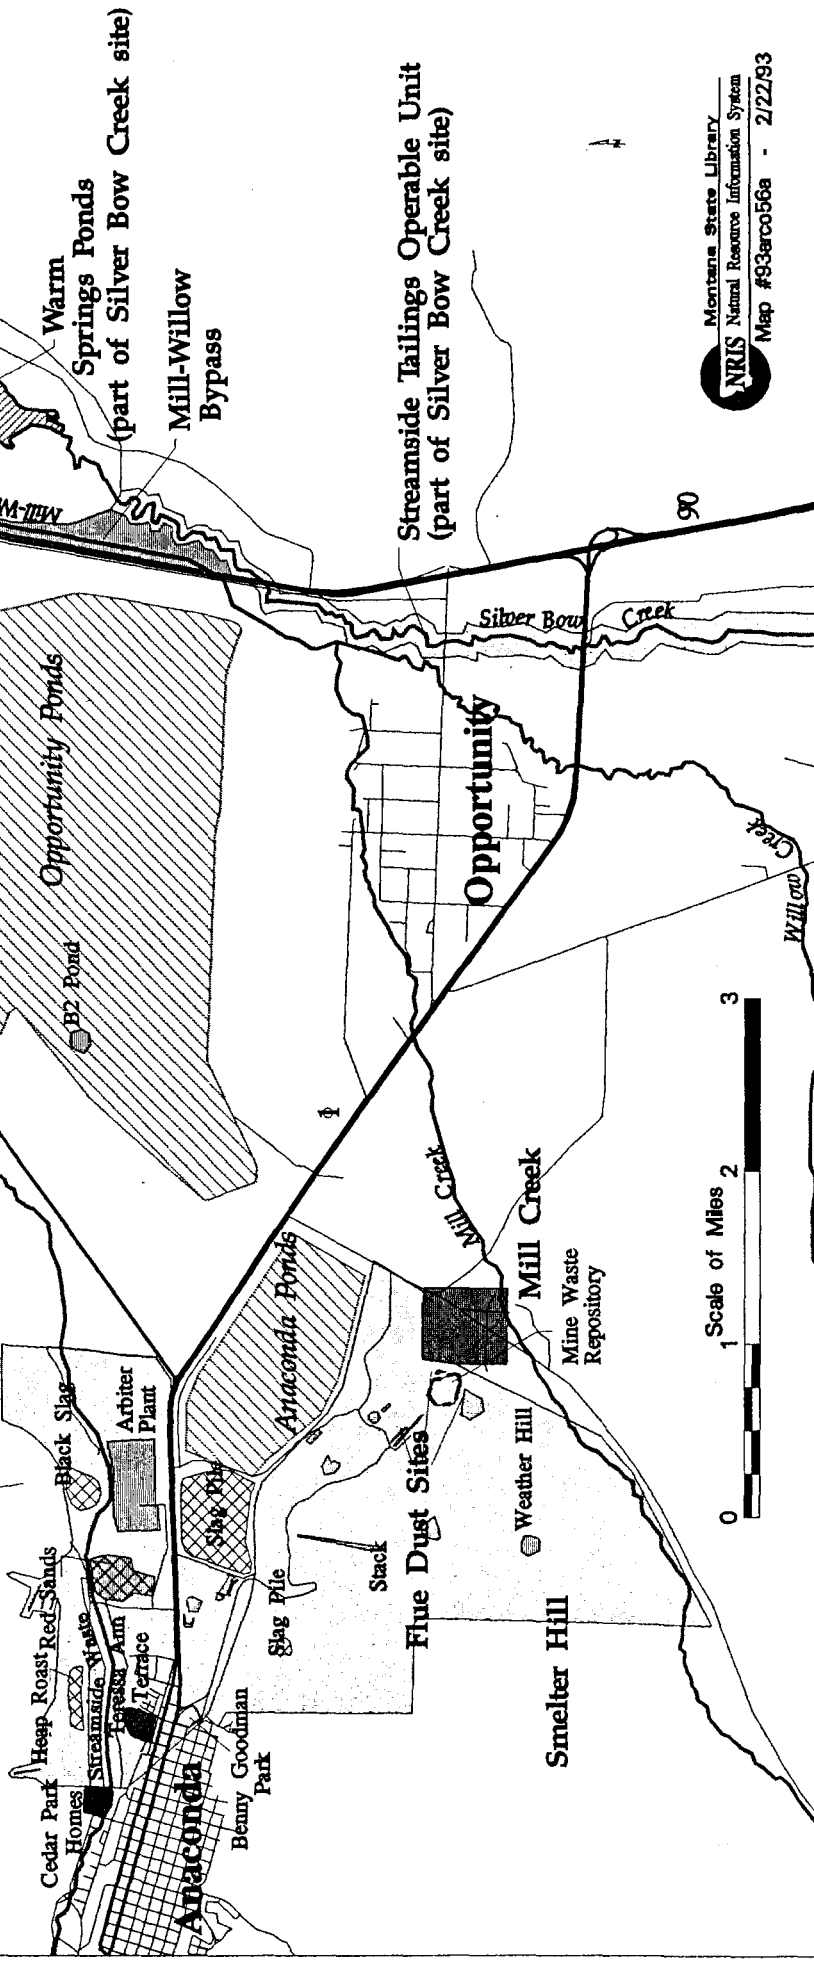 Warm
Springs Ponds
(part of Silver Bow Creek site)
Mill-Willow
Bypass
Streamside Tailings Operable Unit
(part of Silver Bow Creek site)
Montana State Library
NRIS Natural Resource Information System
Map #93arco56a - 2/22/93
90
Silver Bow Creek
Opportunity Ponds
B2 Pond
Opportunity
Willow Creek
1
Mill Creek
Mill Creek
Mine Waste
Repository
Anaconda Ponds
Black Slag
Arbiter
Plant
Slag Pile
Flue Dust Sites
Weather Hill
Stack
Slag Pile
Smelter Hill
Red Sands
Heap Roast
Streamside Waste
Teressa Ann
Terrace
Cedar Park
Homes
Benny Goodman
Park
Anaconda
Scale of Miles
0 1 2 3